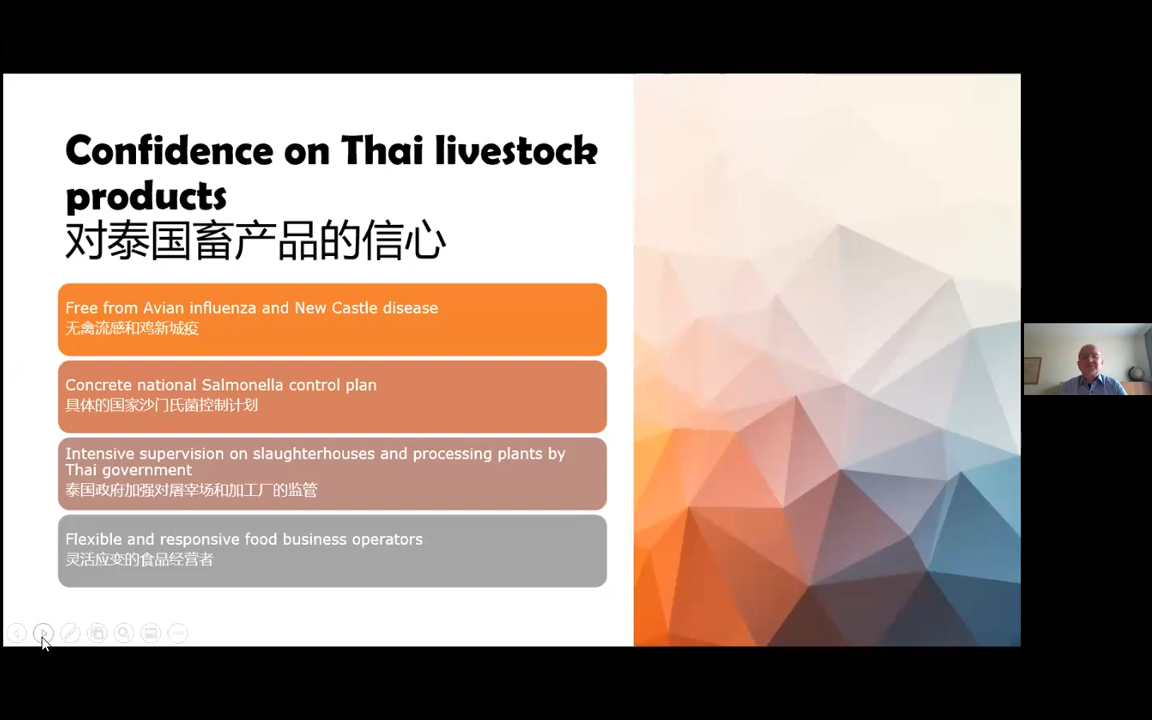 Confidence on Thai livestock
products
对泰国畜产品的信心
Free from Avian influenza and New Castle disease
无禽流感和鸡新城疫
Concrete national Salmonella control plan
具体的国家沙门氏菌控制计划
Intensive supervision on slaughterhouses and processing plants by
Thai government
泰国政府加强对屠宰场和加工厂的监管
Flexible and responsive food business operators
灵活应变的食品经营者